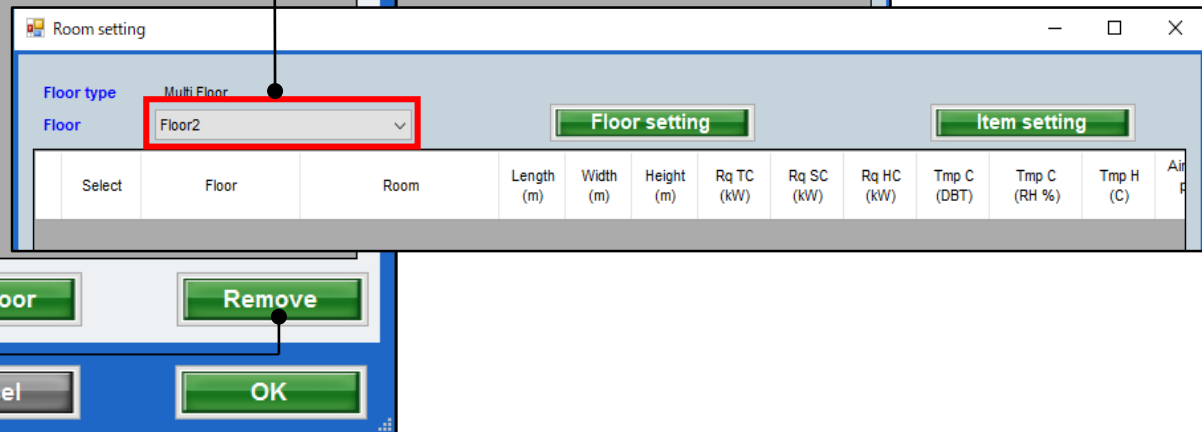 Room setting
Floor type Multi Floor
Floor Floor2 Floor setting Item setting
Select Floor Room Length (m) Width (m) Height (m) Rq TC (kW) Rq SC (kW) Rq HC (kW) Tmp C (DBT) Tmp C (RH %) Tmp H (C) Air
oor Remove
el OK